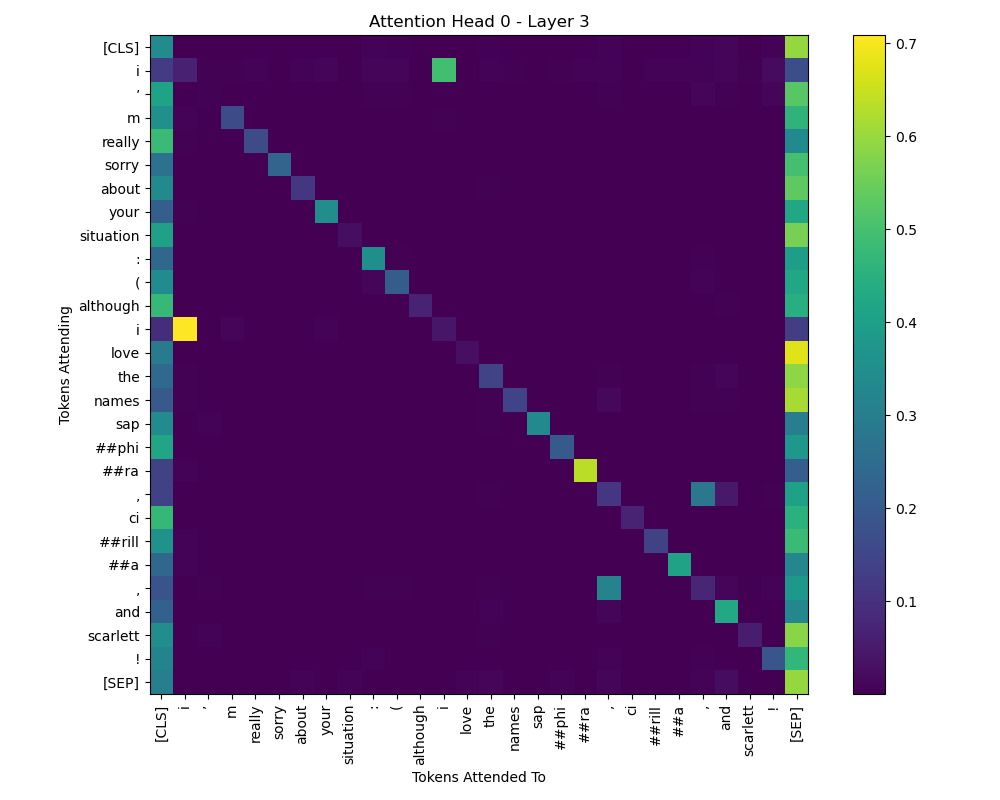 Attention Head 0 - Layer 3
Tokens Attending
[CLS]
i
’
m
really
sorry
about
your
situation
:
(
although
i
love
the
names
sap
##phi
##ra
,
ci
##rill
##a
,
and
scarlett
!
[SEP]
[CLS]
i
’
m
really
sorry
about
your
situation
:
(
although
i
love
the
names
sap
##phi
##ra
,
ci
##rill
##a
,
and
scarlett
!
[SEP]
Tokens Attended To
0.7
0.6
0.5
0.4
0.3
0.2
0.1